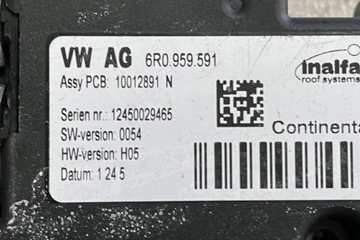 VW AG 6R0.959.591
Inalfa
roof systems
Assy PCB: 10012891 N
Serien nr.: 12450029465
SW-version: 0054
Continenta
HW-version: H05
Datum: 1 24 5